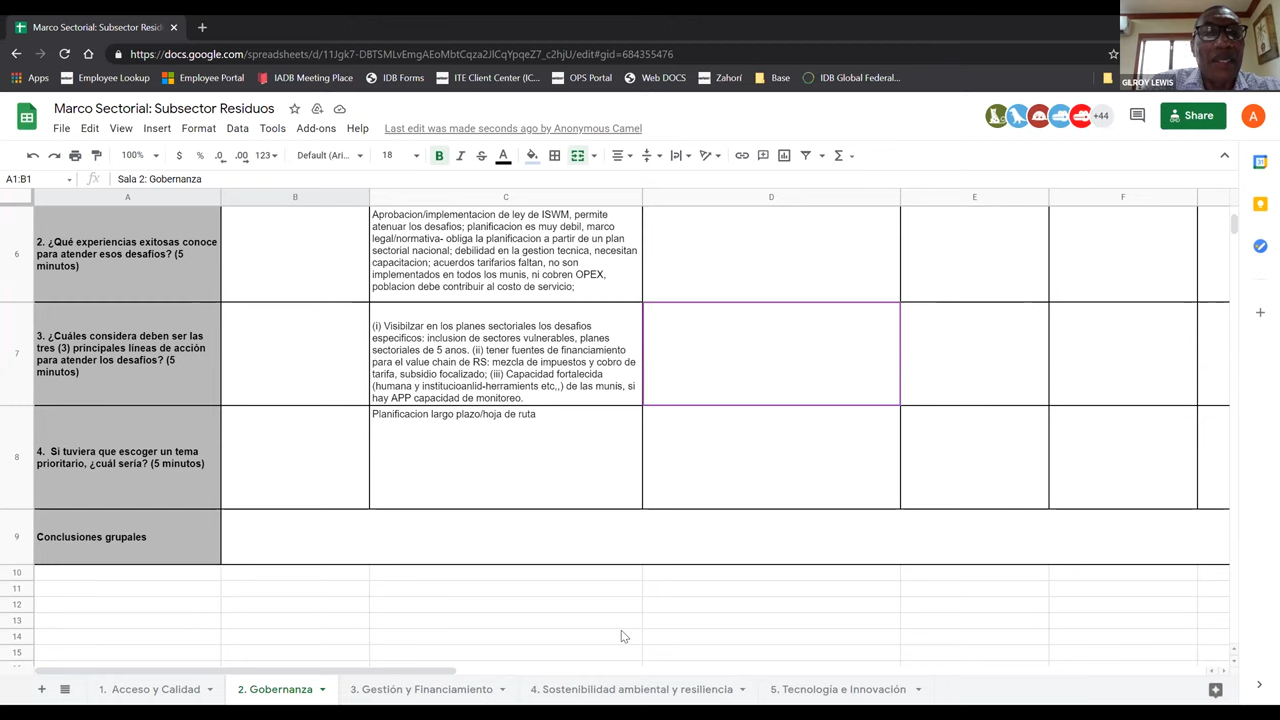 Marco Sectorial: Subsector Resid
https://docs.google.com/spreadsheets/d/11Jgk7-DBTSMLvEmgAEoMbtCqza2JlCqYpqeZ7_c2hjU/edit#gid=684355476
Apps
Employee Lookup
Employee Portal
IADB Meeting Place
IDB Forms
ITE Client Center (IC...
OPS Portal
Web DOCS
Zahorí
Base
IDB Global Federal...
GILROY LEWIS
Marco Sectorial: Subsector Residuos
File Edit View Insert Format Data Tools Add-ons Help Last edit was made seconds ago by Anonymous Camel
+44
Share
A
100% $ % .0 .00 123 Default (Ari... 18 B I S A
A1:B1 fx Sala 2: Gobernanza
A B C D E F
6
2. ¿Qué experiencias exitosas conoce
para atender esos desafíos? (5
minutos)
Aprobacion/implementacion de ley de ISWM, permite
atenuar los desafios; planificacion es muy debil, marco
legal/normativa- obliga la planificacion a partir de un plan
sectorial nacional; debilidad en la gestion tecnica, necesitan
capacitacion; acuerdos tarifarios faltan, no son
implementados en todos los munis, ni cobren OPEX,
poblacion debe contribuir al costo de servicio;
7
3. ¿Cuáles considera deben ser las
tres (3) principales líneas de acción
para atender los desafíos? (5
minutos)
(i) Visibilzar en los planes sectoriales los desafios
especificos: inclusion de sectores vulnerables, planes
sectoriales de 5 anos. (ii) tener fuentes de financiamiento
para el value chain de RS: mezcla de impuestos y cobro de
tarifa, subsidio focalizado; (iii) Capacidad fortalecida
(humana y institucioanlid-herramients etc,,) de las munis, si
hay APP capacidad de monitoreo.
8
4. Si tuviera que escoger un tema
prioritario, ¿cuál sería? (5 minutos)
Planificacion largo plazo/hoja de ruta
9
Conclusiones grupales
10
11
12
13
14
15
1. Acceso y Calidad
2. Gobernanza
3. Gestión y Financiamiento
4. Sostenibilidad ambiental y resiliencia
5. Tecnología e Innovación